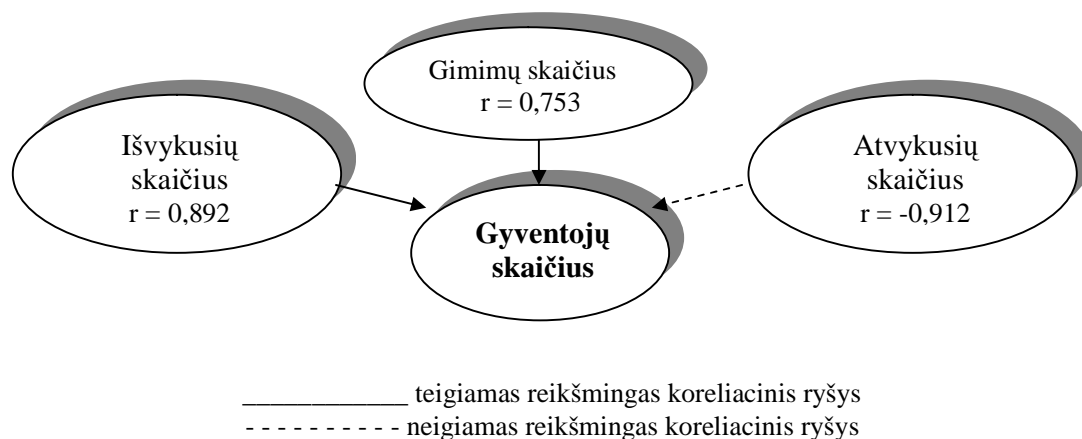 Gimimų skaičius
r = 0,753
Išvykusių
skaičius
r = 0,892
Atvykusių
skaičius
r = -0,912
Gyventojų
skaičius
____________ teigiamas reikšmingas koreliacinis ryšys
- - - - - - - - - - neigiamas reikšmingas koreliacinis ryšys